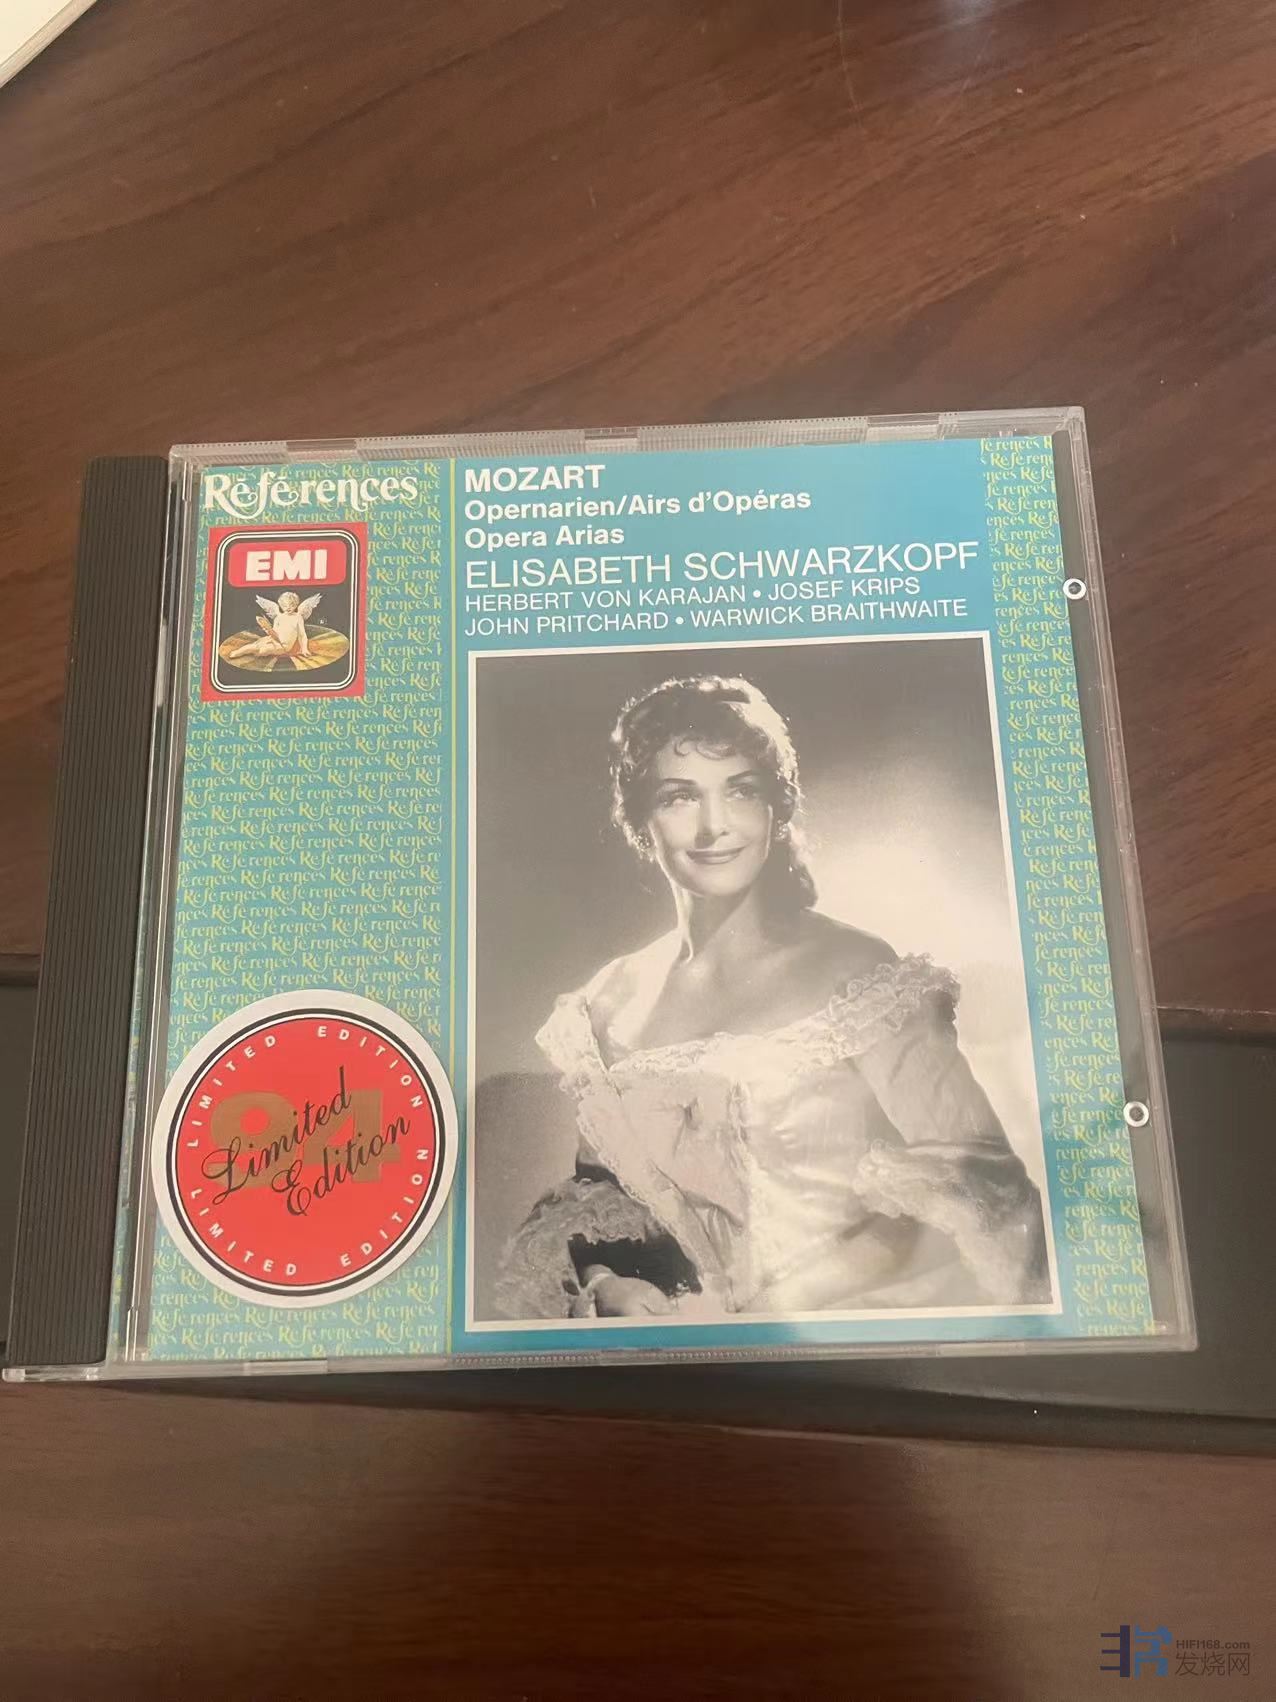 Références
EMI
MOZART
Opernarien/Airs d'Opéras
Opera Arias
ELISABETH SCHWARZKOPF
HERBERT VON KARAJAN • JOSEF KRIPS
JOHN PRITCHARD • WARWICK BRAITHWAITE
LIMITED EDITION
94
Limited
Edition
LIMITED EDITION
HIFI168.com
发烧网